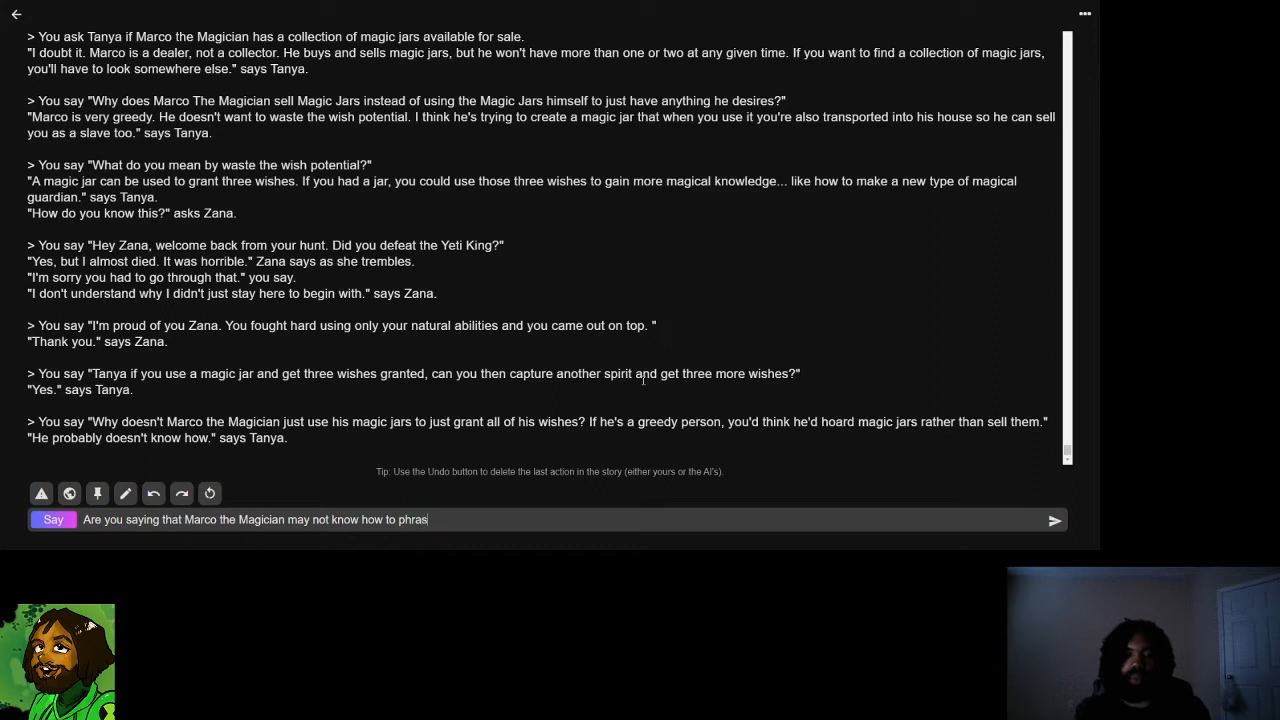 > You ask Tanya if Marco the Magician has a collection of magic jars available for sale.
"I doubt it. Marco is a dealer, not a collector. He buys and sells magic jars, but he won't have more than one or two at any given time. If you want to find a collection of magic jars,
you'll have to look somewhere else." says Tanya.
> You say "Why does Marco The Magician sell Magic Jars instead of using the Magic Jars himself to just have anything he desires?"
"Marco is very greedy. He doesn't want to waste the wish potential. I think he's trying to create a magic jar that when you use it you're also transported into his house so he can sell
you as a slave too." says Tanya.
> You say "What do you mean by waste the wish potential?"
"A magic jar can be used to grant three wishes. If you had a jar, you could use those three wishes to gain more magical knowledge... like how to make a new type of magical
guardian." says Tanya.
"How do you know this?" asks Zana.
> You say "Hey Zana, welcome back from your hunt. Did you defeat the Yeti King?"
"Yes, but I almost died. It was horrible." Zana says as she trembles.
"I'm sorry you had to go through that." you say.
"I don't understand why I didn't just stay here to begin with." says Zana.
> You say "I'm proud of you Zana. You fought hard using only your natural abilities and you came out on top. "
"Thank you." says Zana.
> You say "Tanya if you use a magic jar and get three wishes granted, can you then capture another spirit and get three more wishes?"
"Yes." says Tanya.
> You say "Why doesn't Marco the Magician just use his magic jars to just grant all of his wishes? If he's a greedy person, you'd think he'd hoard magic jars rather than sell them."
"He probably doesn't know how." says Tanya.
Tip: Use the Undo button to delete the last action in the story (either yours or the AI's).
Say Are you saying that Marco the Magician may not know how to phras